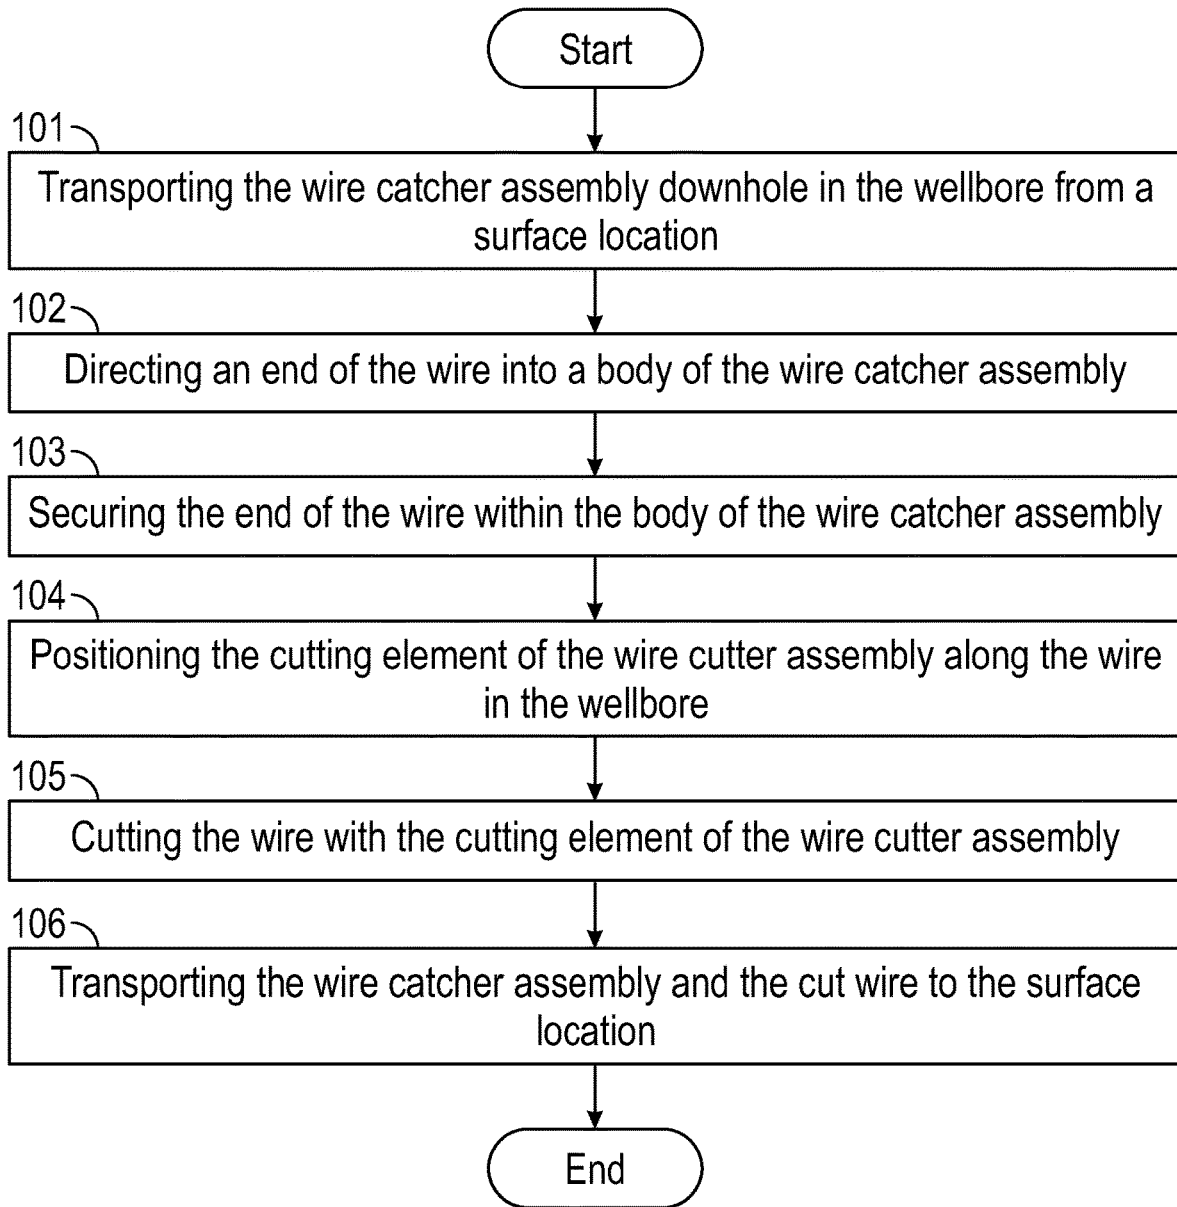 Start
101
Transporting the wire catcher assembly downhole in the wellbore from a
surface location
102
Directing an end of the wire into a body of the wire catcher assembly
103
Securing the end of the wire within the body of the wire catcher assembly
104
Positioning the cutting element of the wire cutter assembly along the wire
in the wellbore
105
Cutting the wire with the cutting element of the wire cutter assembly
106
Transporting the wire catcher assembly and the cut wire to the surface
location
End